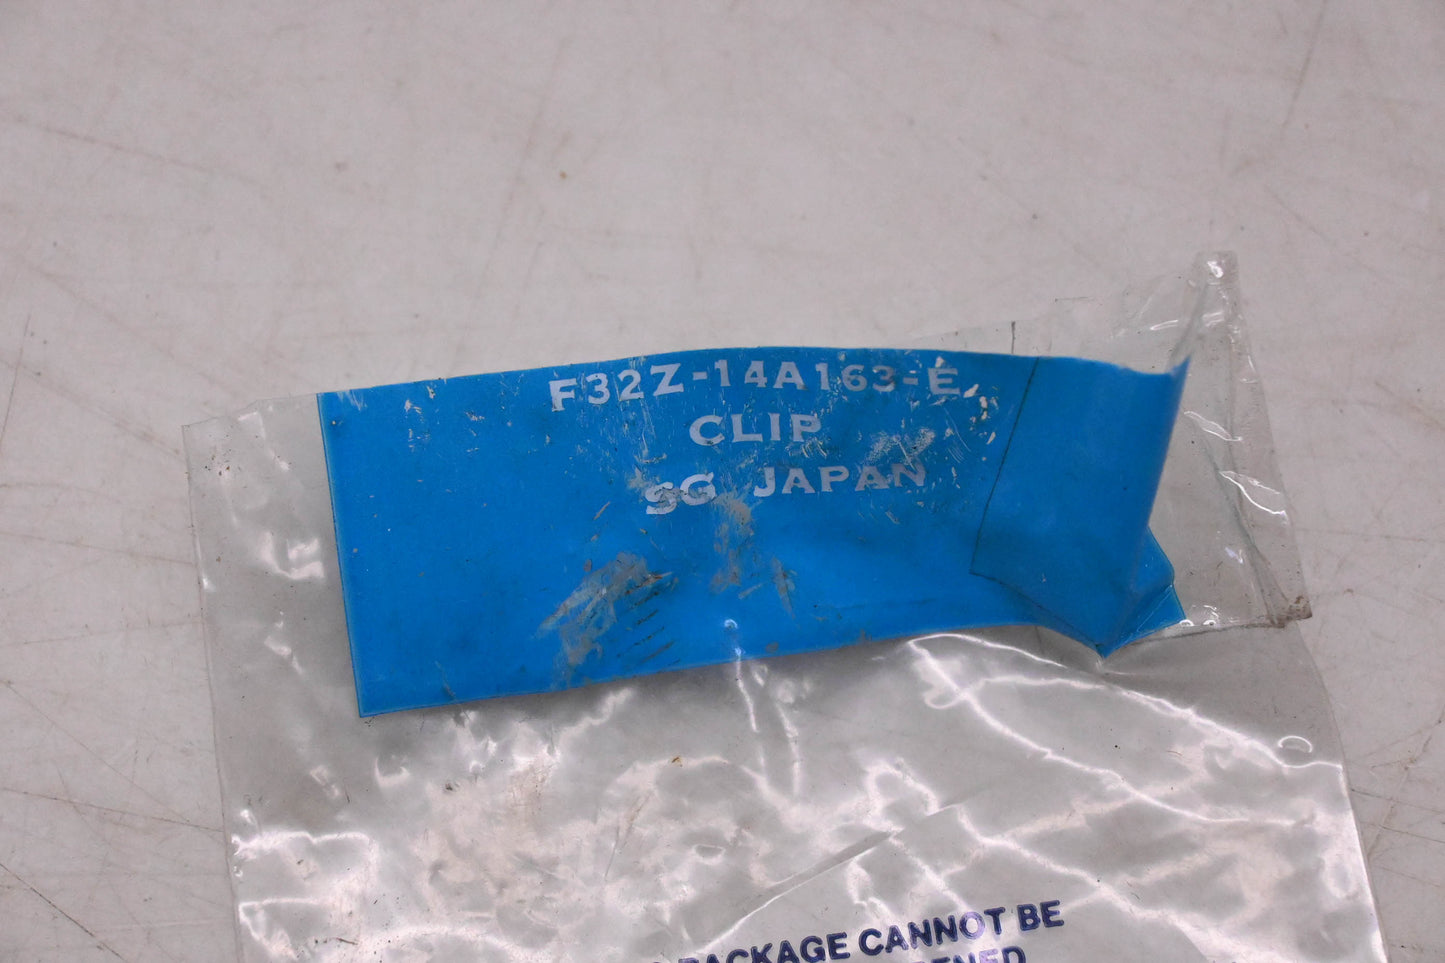 F32Z-14A163-E
CLIP
SG JAPAN
PACKAGE CANNOT BE